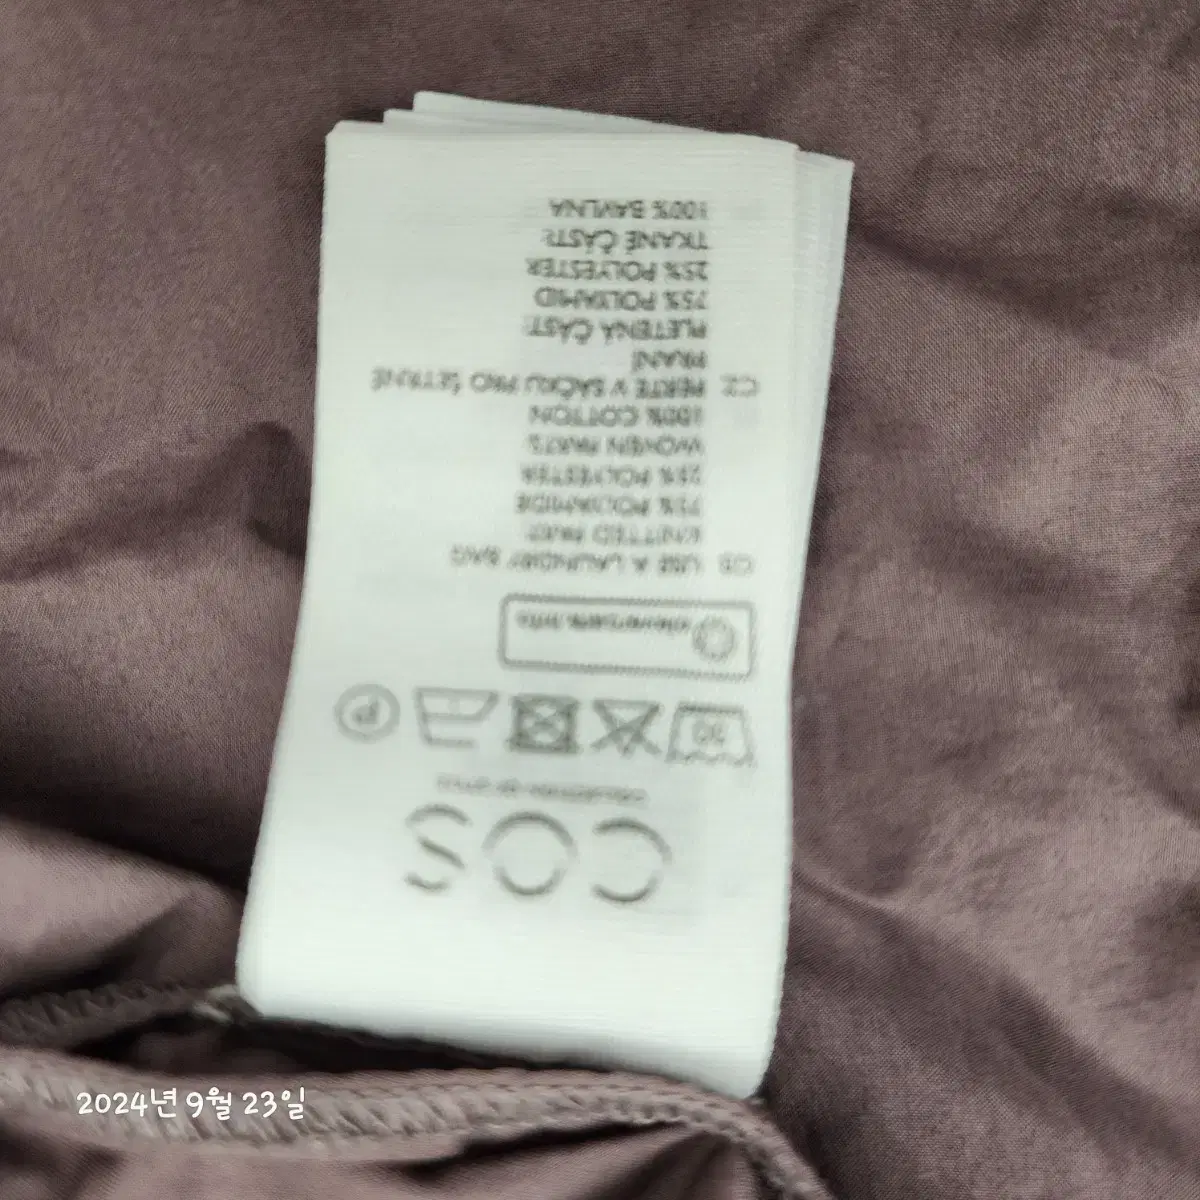 COS
COLLECTION OF STYLE
30
P
clevercare.info
GB USE A LAUNDRY BAG
KNITTED PART
75% POLYAMIDE
25% POLYESTER
WOVEN PARTS
100% COTTON
CZ PERTE V SÁČKU PRO ŠETRNÉ
PRANÍ
PLETENÁ ČÁST:
75% POLYAMID
25% POLYESTER
TKANÉ ČÁSTI:
100% BAVLNA
2024년 9월 23일